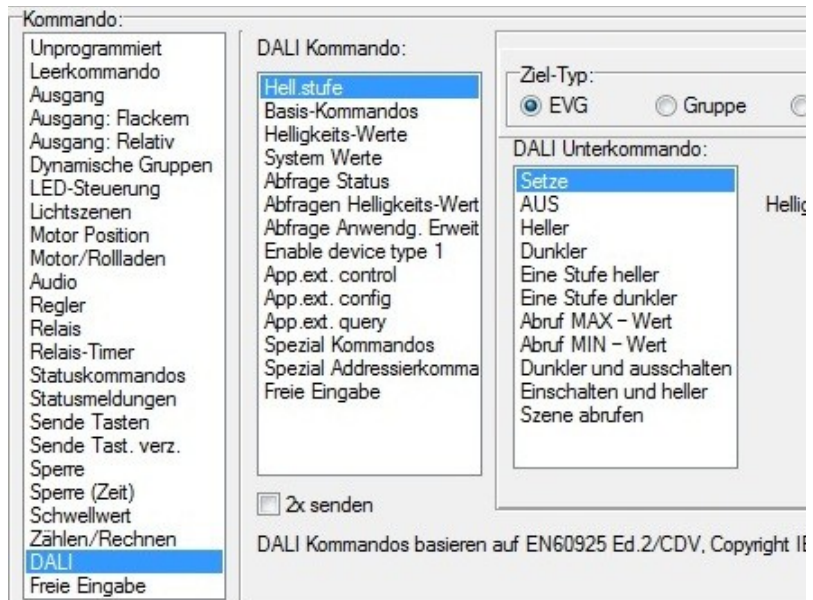 Kommando:
Unprogrammiert
Leerkommando
Ausgang
Ausgang: Flackern
Ausgang: Relativ
Dynamische Gruppen
LED-Steuerung
Lichtszenen
Motor Position
Motor/Rollladen
Audio
Regler
Relais
Relais-Timer
Statuskommandos
Statusmeldungen
Sende Tasten
Sende Tast. verz.
Sperre
Sperre (Zeit)
Schwellwert
Zählen/Rechnen
DALI
Freie Eingabe
DALI Kommando:
Hell.stufe
Basis-Kommandos
Helligkeits-Werte
System Werte
Abfrage Status
Abfragen Helligkeits-Wert
Abfrage Anwendg. Erweit
Enable device type 1
App.ext. control
App.ext. config
App.ext. query
Spezial Kommandos
Spezial Addressierkomma
Freie Eingabe
2x senden
Ziel-Typ:
EVG Gruppe
DALI Unterkommando:
Setze
AUS
Heller
Dunkler
Eine Stufe heller
Eine Stufe dunkler
Abruf MAX - Wert
Abruf MIN - Wert
Dunkler und ausschalten
Einschalten und heller
Szene abrufen
Hellig
DALI Kommandos basieren auf EN60925 Ed.2/CDV, Copyright IE